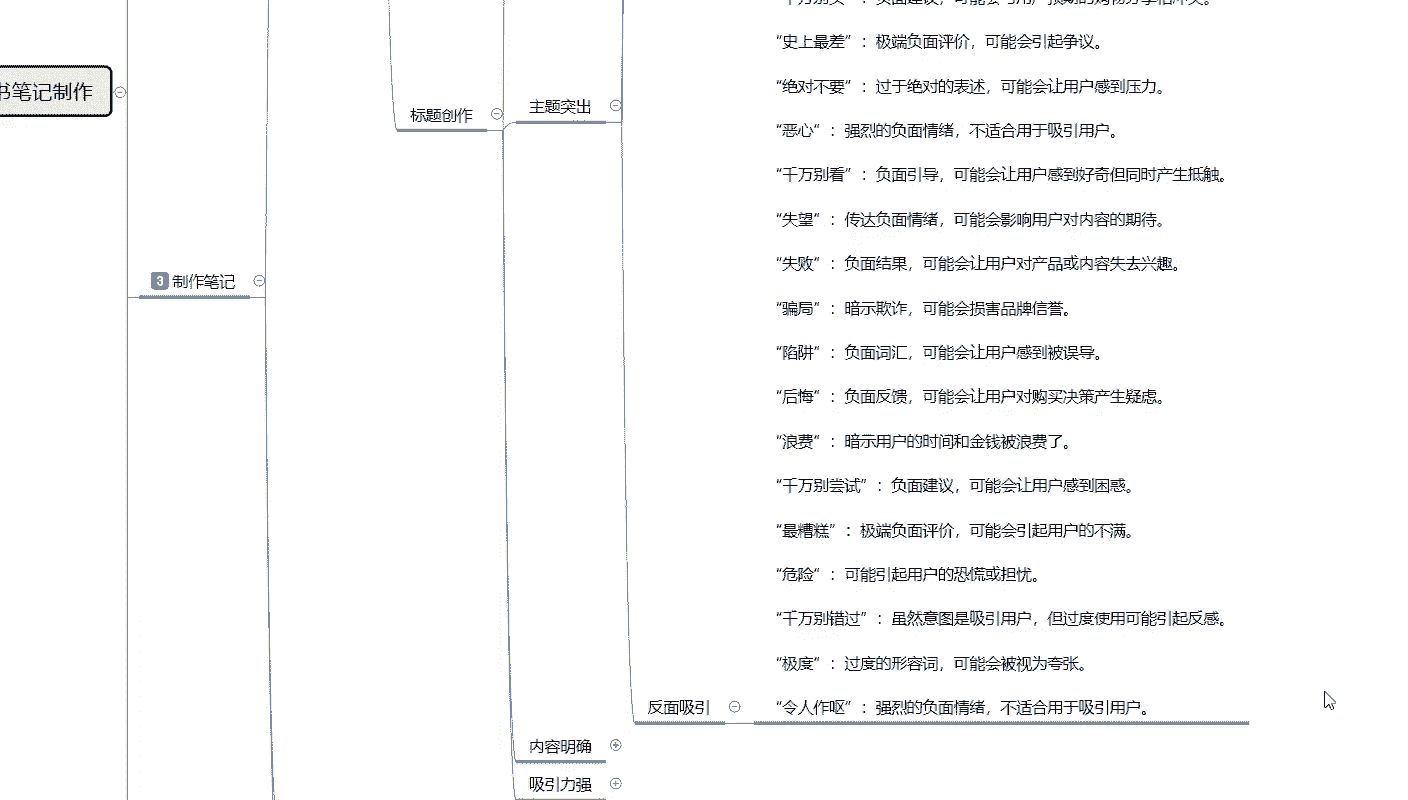 书笔记制作
3 制作笔记
标题创作
主题突出
“史上最差”：极端负面评价，可能会引起争议。
“绝对不要”：过于绝对的表述，可能会让用户感到压力。
“恶心”：强烈的负面情绪，不适合用于吸引用户。
“千万别看”：负面引导，可能会让用户感到好奇但同时产生抵触。
“失望”：传达负面情绪，可能会影响用户对内容的期待。
“失败”：负面结果，可能会让用户对产品或内容失去兴趣。
“骗局”：暗示欺诈，可能会损害品牌信誉。
“陷阱”：负面词汇，可能会让用户感到被误导。
“后悔”：负面反馈，可能会让用户对购买决策产生疑虑。
“浪费”：暗示用户的时间和金钱被浪费了。
“千万别尝试”：负面建议，可能会让用户感到困惑。
“最糟糕”：极端负面评价，可能会引起用户的不满。
“危险”：可能引起用户的恐慌或担忧。
“千万别错过”：虽然意图是吸引用户，但过度使用可能引起反感。
“极度”：过度的形容词，可能会被视为夸张。
反面吸引
“令人作呕”：强烈的负面情绪，不适合用于吸引用户。
内容明确
吸引力强